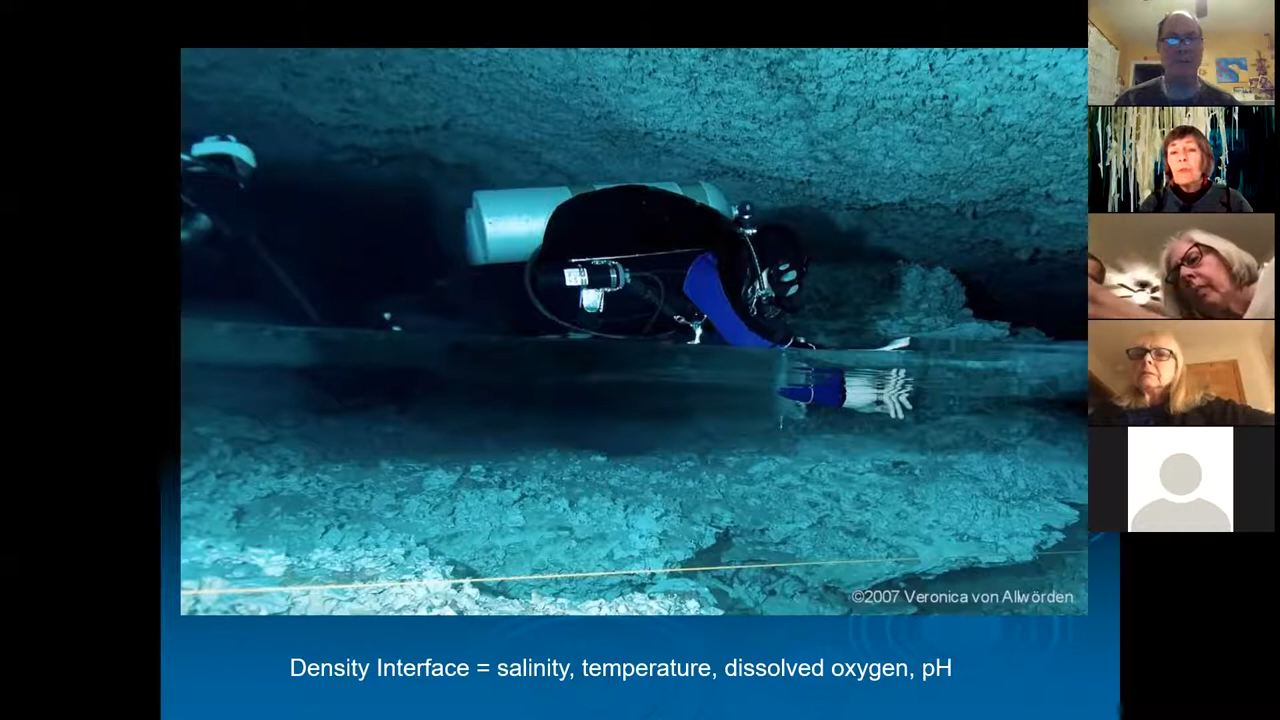 ©2007 Veronica von Allwörden
Density Interface = salinity, temperature, dissolved oxygen, pH